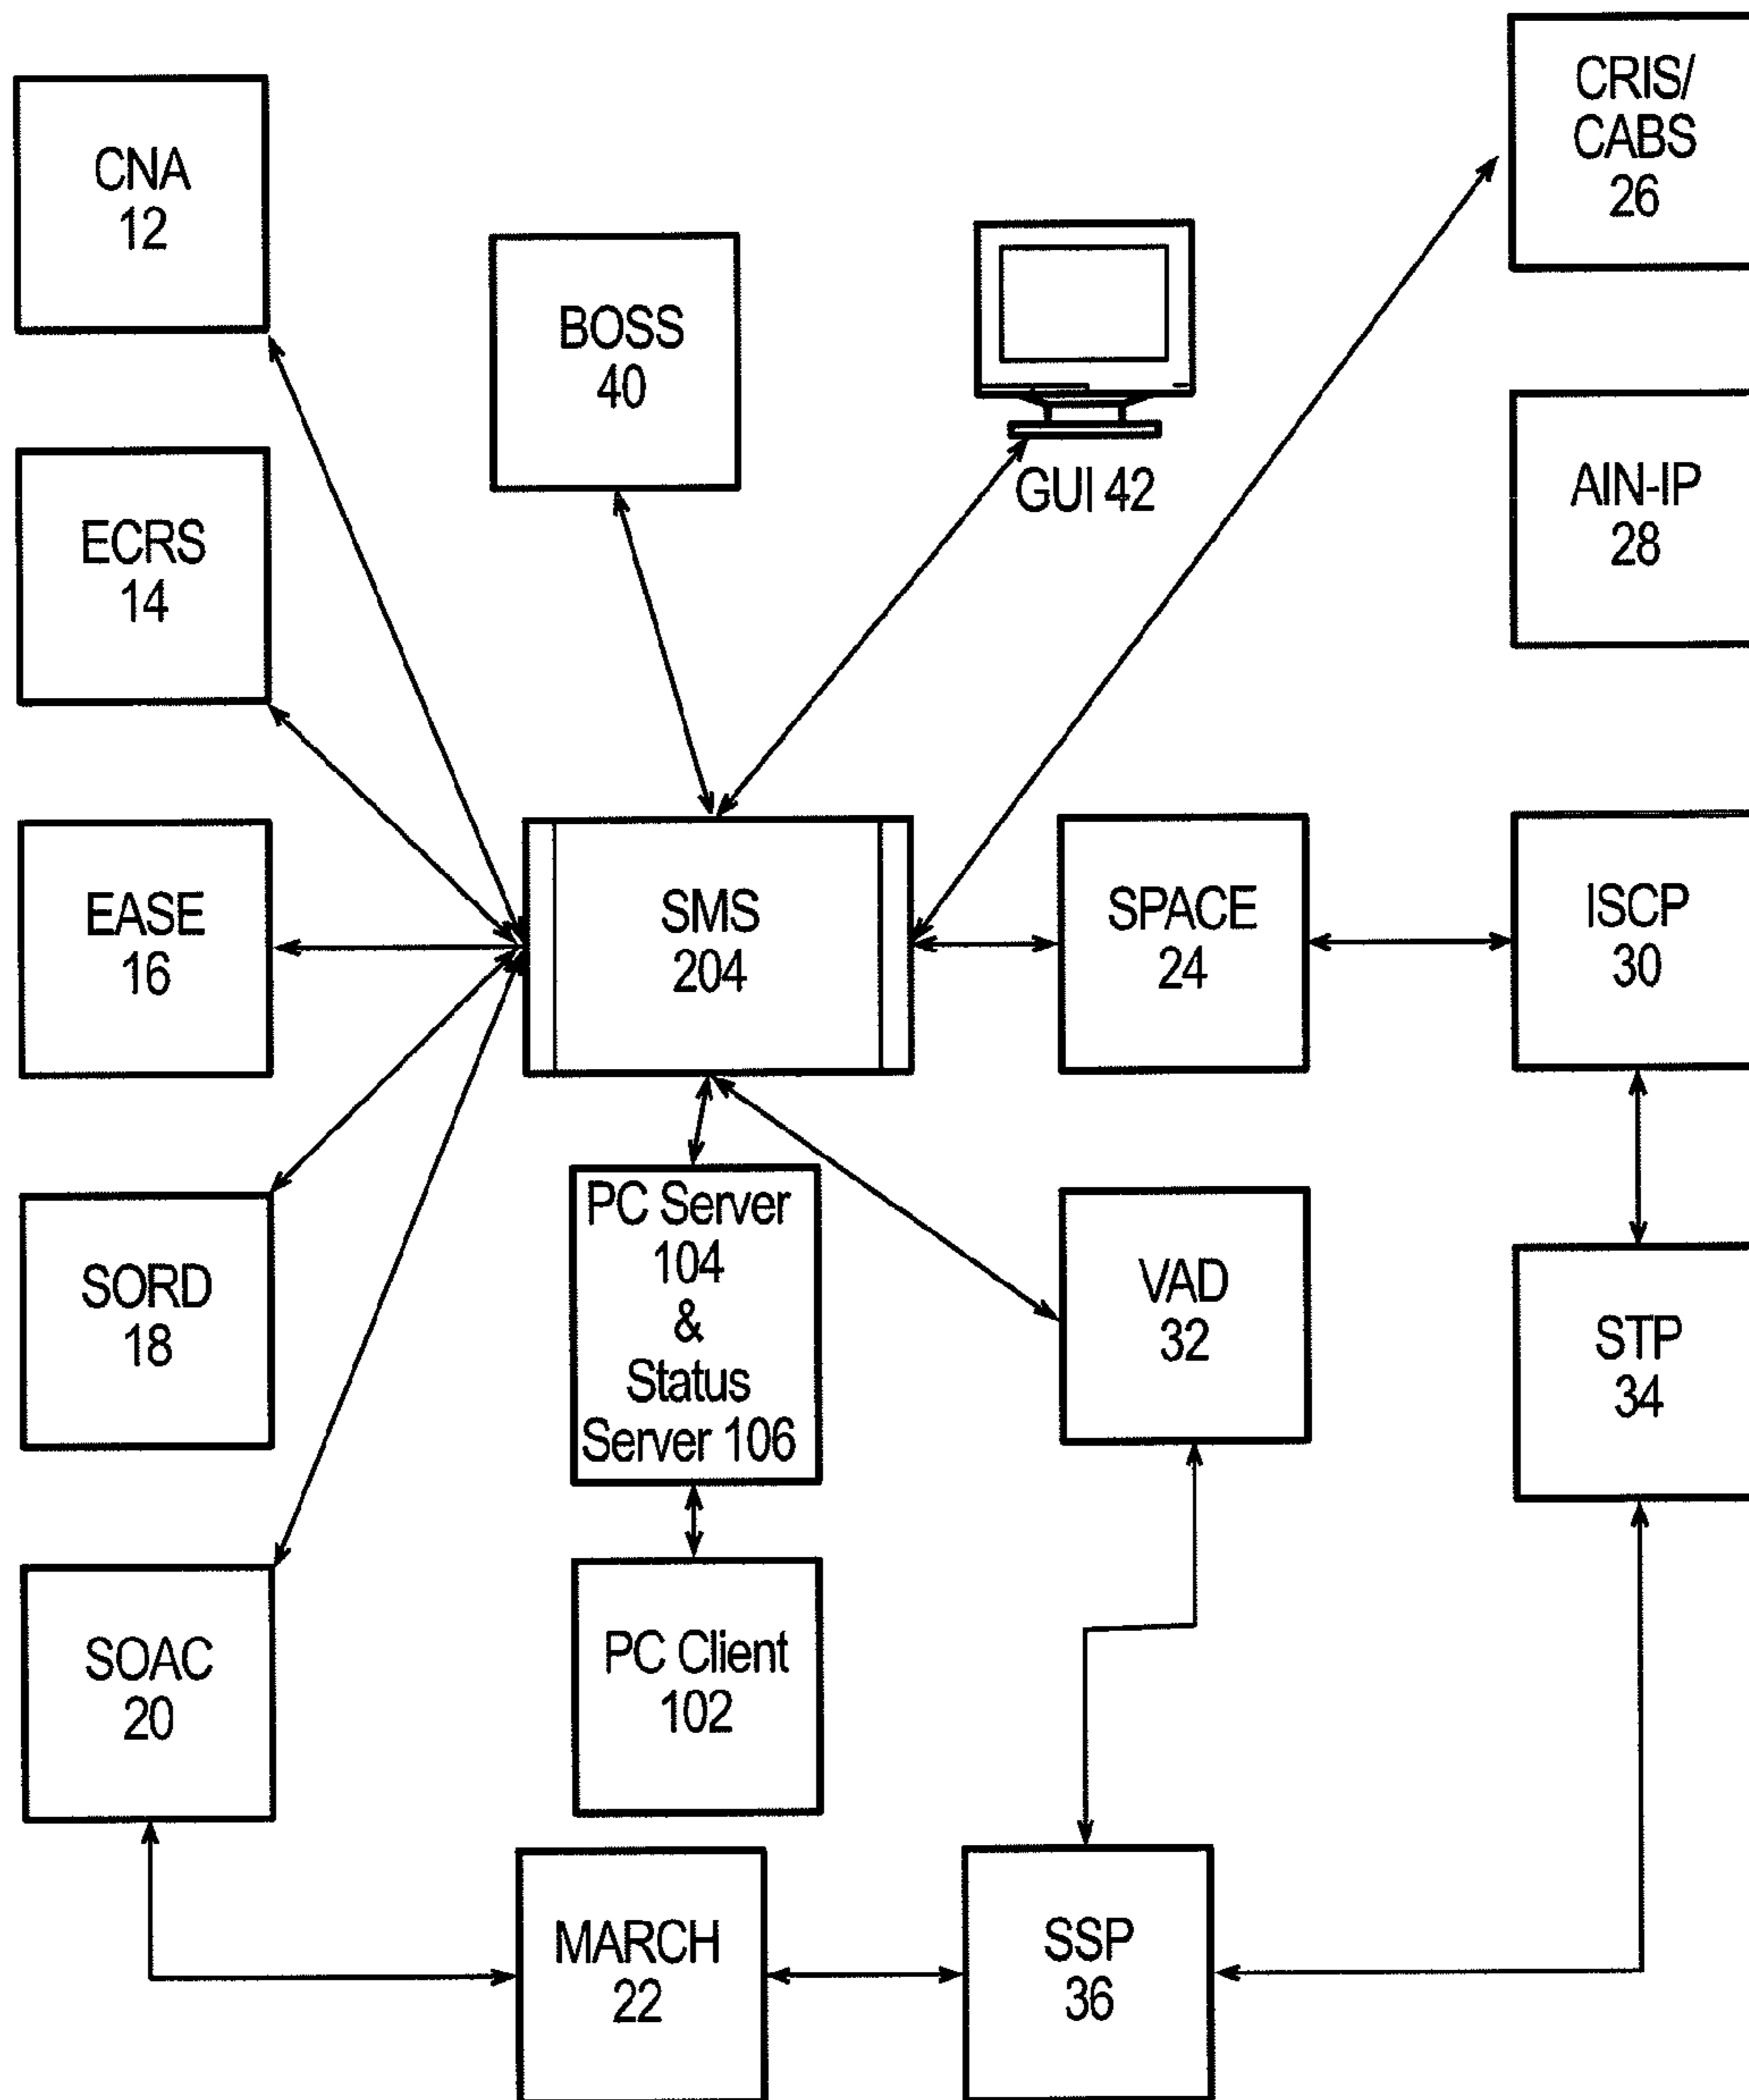 CNA
12
BOSS
40
GUI 42
CRIS/
CABS
26
ECRS
14
AIN-IP
28
EASE
16
SMS
204
SPACE
24
ISCP
30
SORD
18
PC Server
104
&
Status
Server 106
VAD
32
STP
34
SOAC
20
PC Client
102
MARCH
22
SSP
36